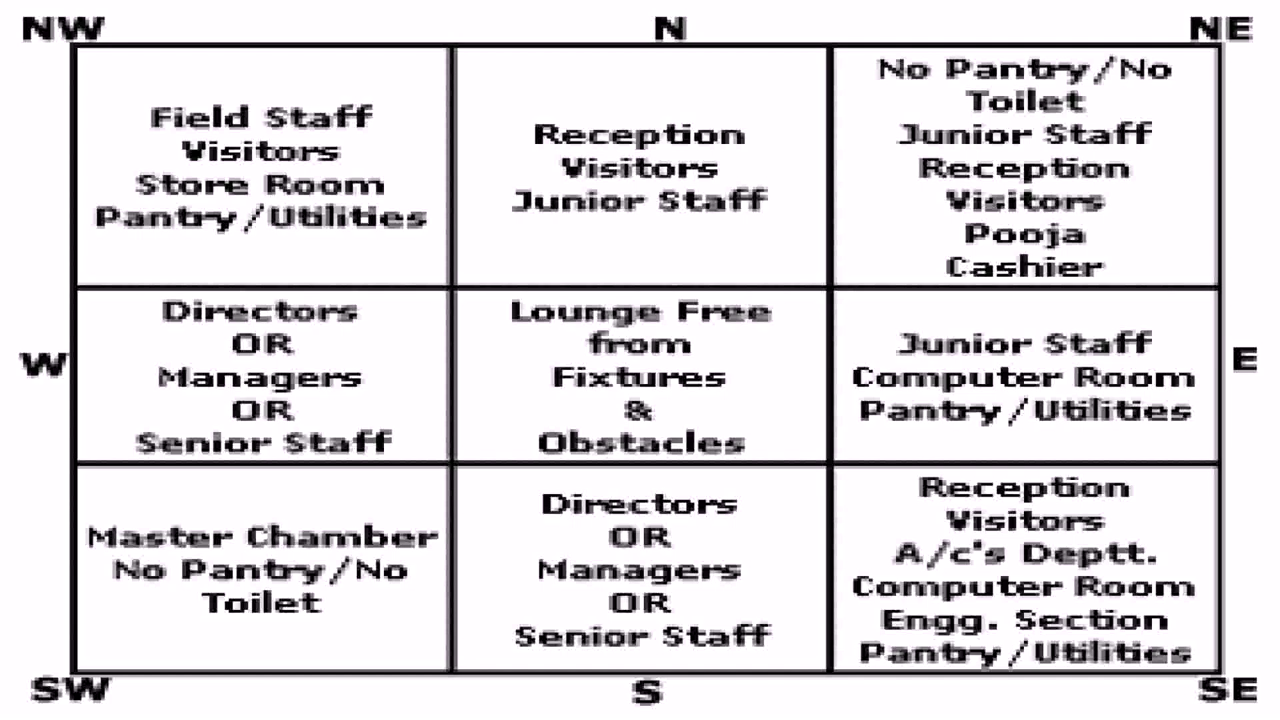 NW N NE
Field Staff
Visitors
Store Room
Pantry/Utilities
Reception
Visitors
Junior Staff
No Pantry/No
Toilet
Junior Staff
Reception
Visitors
Pooja
Cashier
W
Directors
OR
Managers
OR
Senior Staff
Lounge Free
from
Fixtures
&
Obstacles
Junior Staff
Computer Room
Pantry/Utilities
E
Master Chamber
No Pantry/No
Toilet
Directors
OR
Managers
OR
Senior Staff
Reception
Visitors
A/c's Deptt.
Computer Room
Engg. Section
Pantry/Utilities
SW S SE